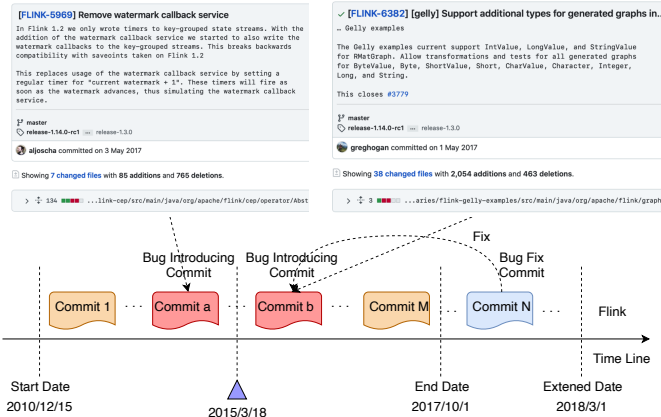 [FLINK-5969] Remove watermark callback service
In Flink 1.2 we only wrote timers to key-grouped state streams. With the
addition of the watermark callback service we started to also write the
watermark callbacks to the key-grouped streams. This breaks backwards
compatibility with saveoints taken on Flink 1.2
This replaces usage of the watermark callback service by setting a
regular timer for "current watermark + 1". These timers will fire as
soon as the watermark advances, thus simulating the watermark callback
service.
master
release-1.14.0-rc1 ... release-1.3.0
aljoscha committed on 3 May 2017
Showing 7 changed files with 85 additions and 765 deletions.
> 134 ...link-cep/src/main/java/org/apache/flink/cep/operator/Abst
✓ [FLINK-6382] [gelly] Support additional types for generated graphs in...
… Gelly examples
The Gelly examples current support IntValue, LongValue, and StringValue
for RMatGraph. Allow transformations and tests for all generated graphs
for ByteValue, Byte, ShortValue, Short, CharValue, Character, Integer,
Long, and String.
This closes #3779
master
release-1.14.0-rc1 ... release-1.3.0
greghogan committed on 1 May 2017
Showing 38 changed files with 2,054 additions and 463 deletions.
> 3 ...aries/flink-gelly-examples/src/main/java/org/apache/flink/graph
Fix
Bug Introducing
Commit
Bug Introducing
Commit
Bug Fix
Commit
Commit 1 ... Commit a ... Commit b ... Commit M ... Commit N ... Flink
Time Line
Start Date
2010/12/15
2015/3/18
End Date
2017/10/1
Extened Date
2018/3/1